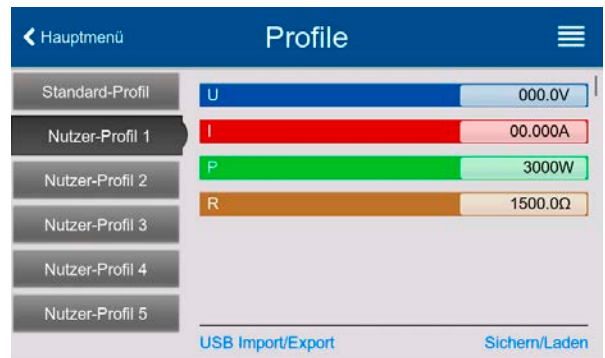 Hauptmenü
Profile
Standard-Profil
Nutzer-Profil 1
Nutzer-Profil 2
Nutzer-Profil 3
Nutzer-Profil 4
Nutzer-Profil 5
U 000.0V
I 00.000A
P 3000W
R 1500.0Ω
USB Import/Export Sichern/Laden